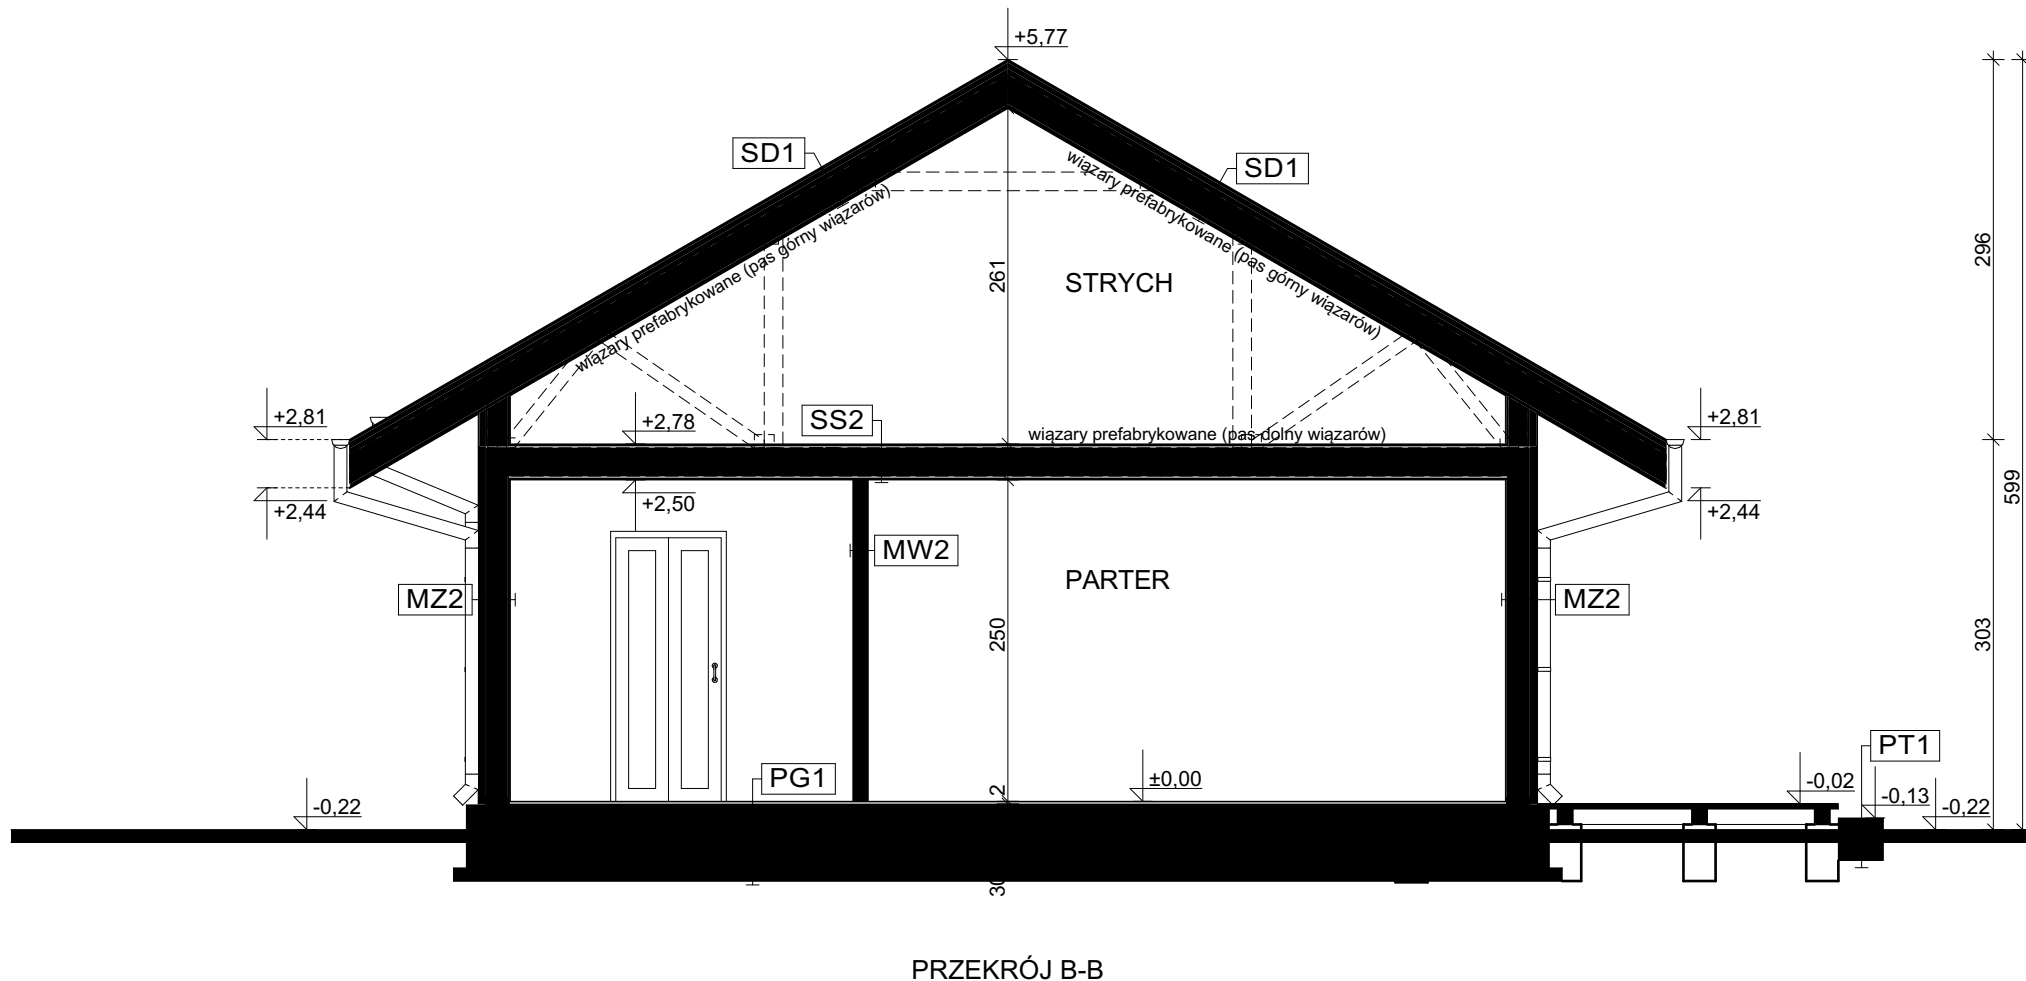 +5,77
SD1
SD1
wiązary prefabrykowane (pas górny wiązarów)
wiązary prefabrykowane (pas górny wiązarów)
261
STRYCH
296
+2,81
+2,78
SS2
wiązary prefabrykowane (pas dolny wiązarów)
+2,81
+2,44
+2,50
+2,44
599
MW2
PARTER
MZ2
MZ2
250
303
PT1
PG1
2
±0,00
-0,02
-0,13
-0,22
-0,22
PRZEKRÓJ B-B